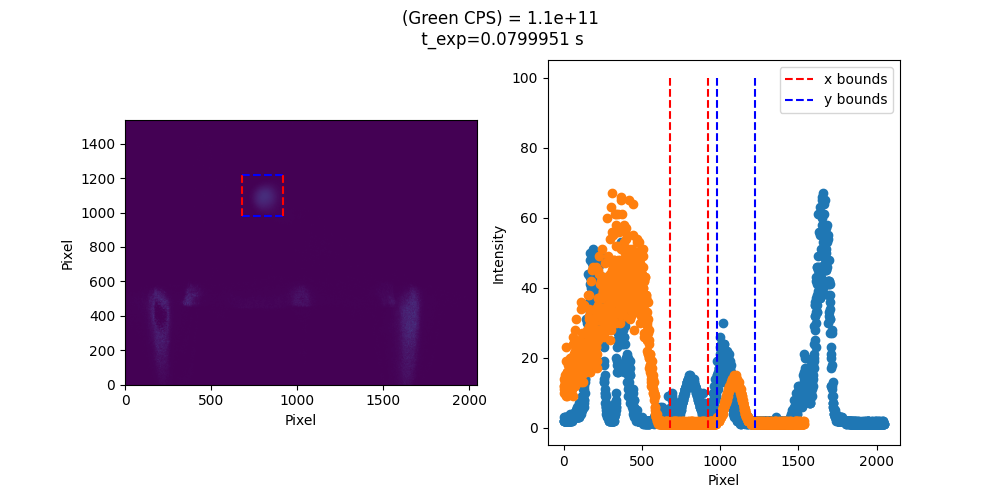 (Green CPS) = 1.1e+11
t_exp=0.0799951 s
1400
1200
1000
800
600
400
200
0
Pixel
0 500 1000 1500 2000
Pixel
100
80
60
40
20
0
Intensity
x bounds
y bounds
0 500 1000 1500 2000
Pixel